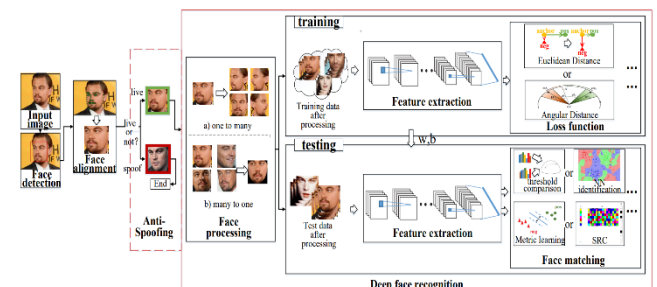 Input
image
Face
detection
Face
alignment
live
or
not?
live
spoof
End
Anti-
Spoofing
a) one to many
b) many to one
Face
processing
training
Training data
after
processing
Feature extraction
Euclidean Distance
or
Angular Distance
Loss function
w,b
testing
Test data
after
processing
Feature extraction
threshold
comparison
or
NN
identification
Metric learning
or
SRC
Face matching
Deep face recognition